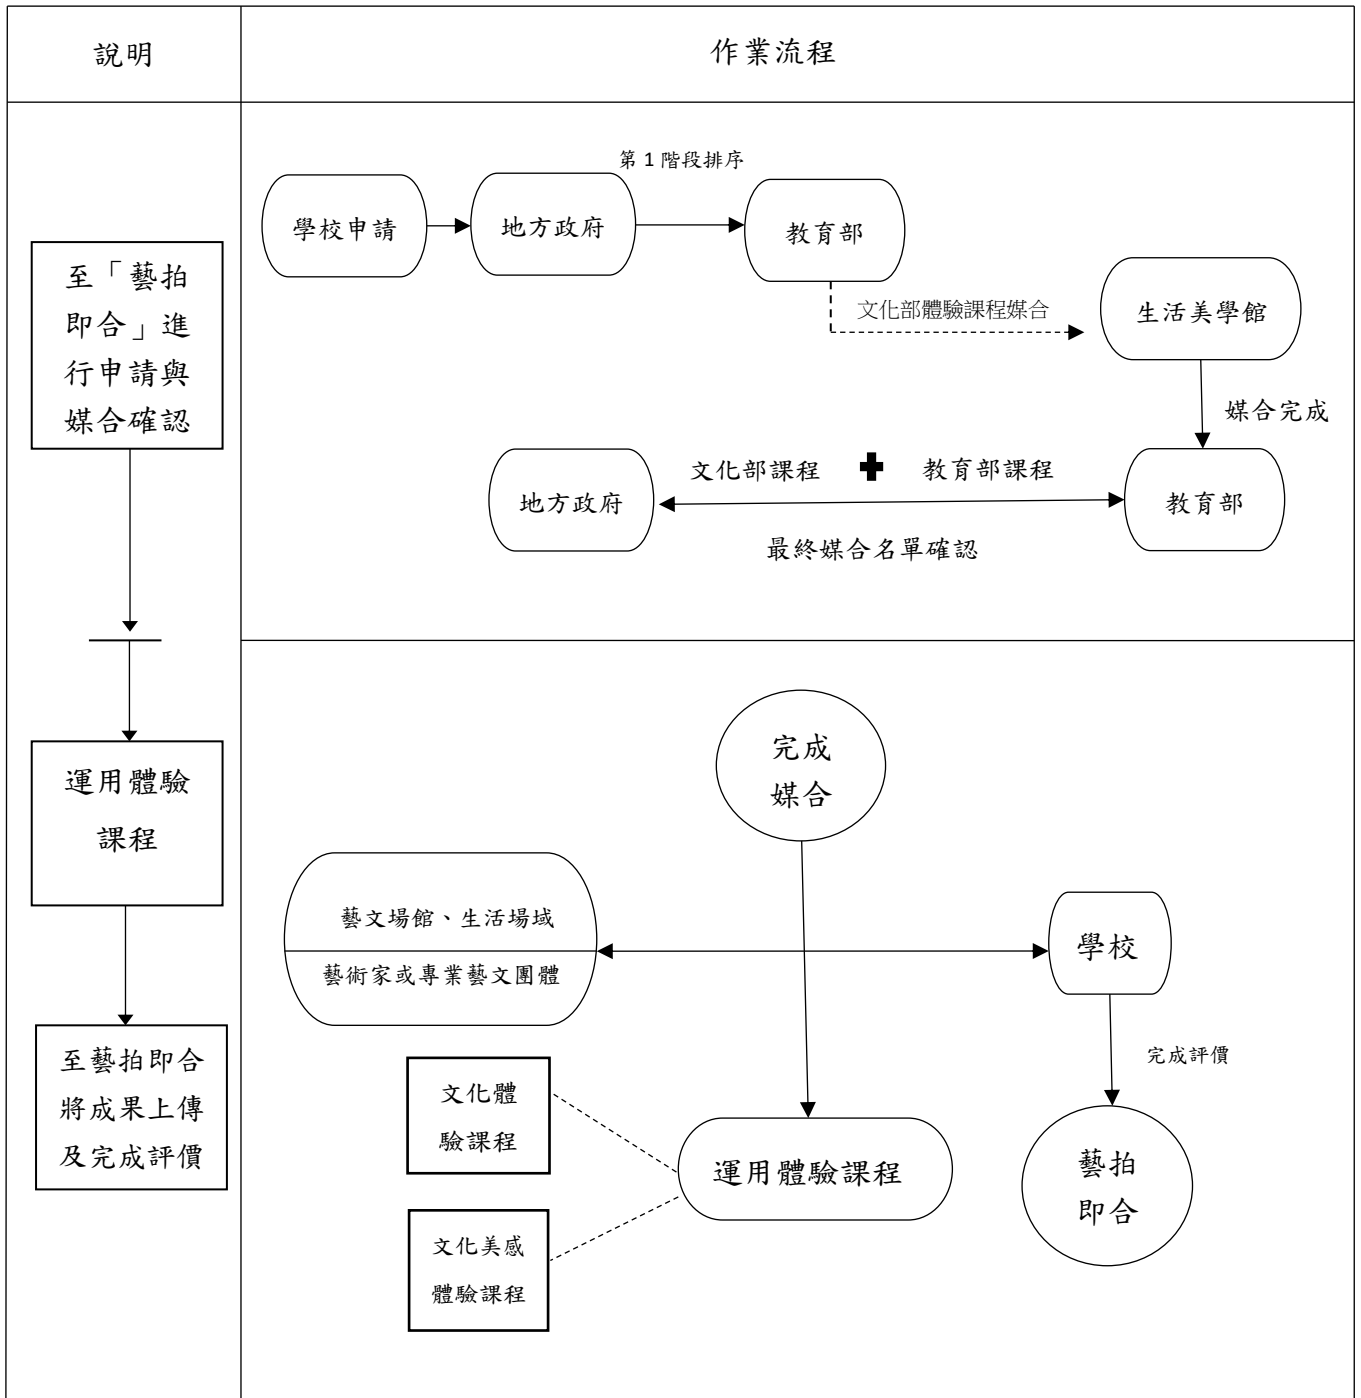 說明
作業流程
至「藝拍
即合」進
行申請與
媒合確認
第1階段排序
學校申請
地方政府
教育部
文化部體驗課程媒合
生活美學館
媒合完成
地方政府
文化部課程
教育部課程
教育部
最終媒合名單確認
運用體驗
課程
至藝拍即合
將成果上傳
及完成評價
完成
媒合
藝文場館、生活場域
藝術家或專業藝文團體
學校
完成評價
文化體
驗課程
運用體驗課程
文化美感
體驗課程
藝拍
即合